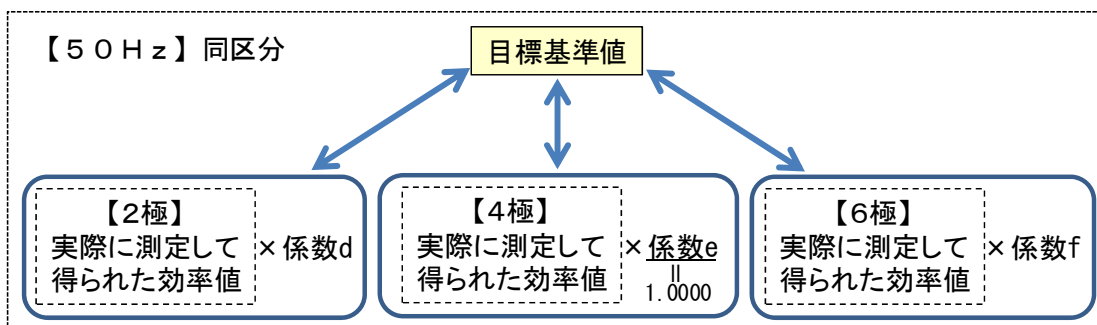 【５０Ｈｚ】同区分
目標基準値
【2極】
実際に測定して
得られた効率値
×係数d
【4極】
実際に測定して
得られた効率値
×係数e
＝
1.0000
【6極】
実際に測定して
得られた効率値
×係数f